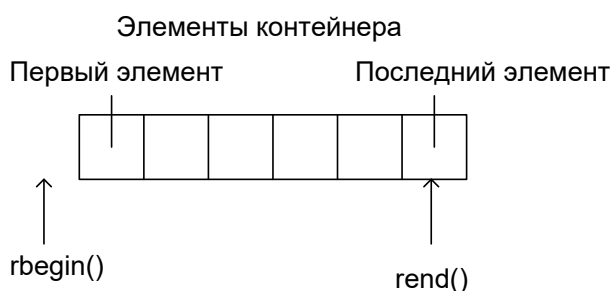 Элементы контейнера
Первый элемент
Последний элемент
rbegin()
rend()